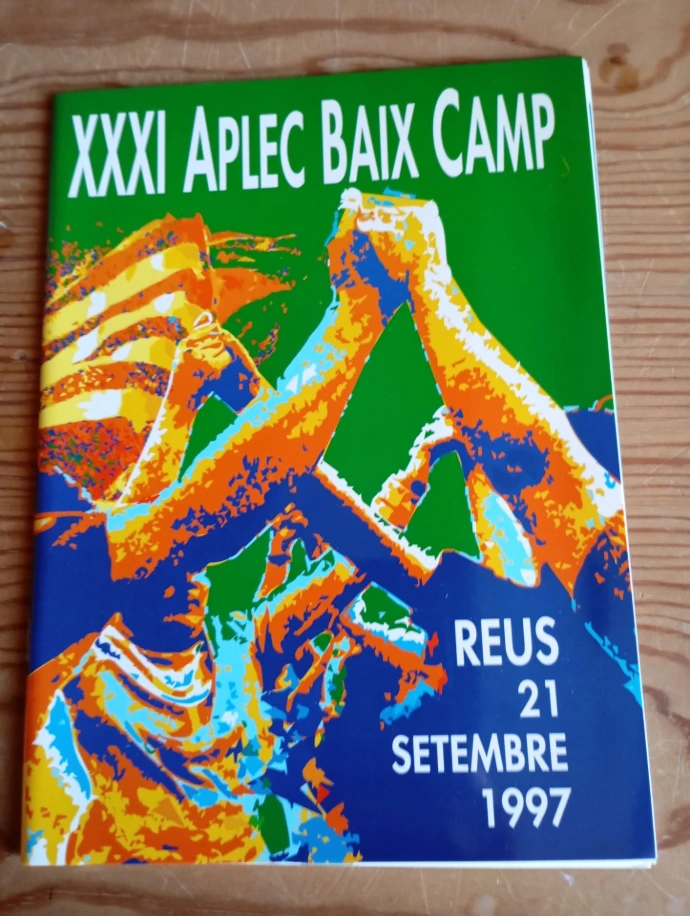 XXXI APLEC BAIX CAMP
REUS
21
SETEMBRE
1997